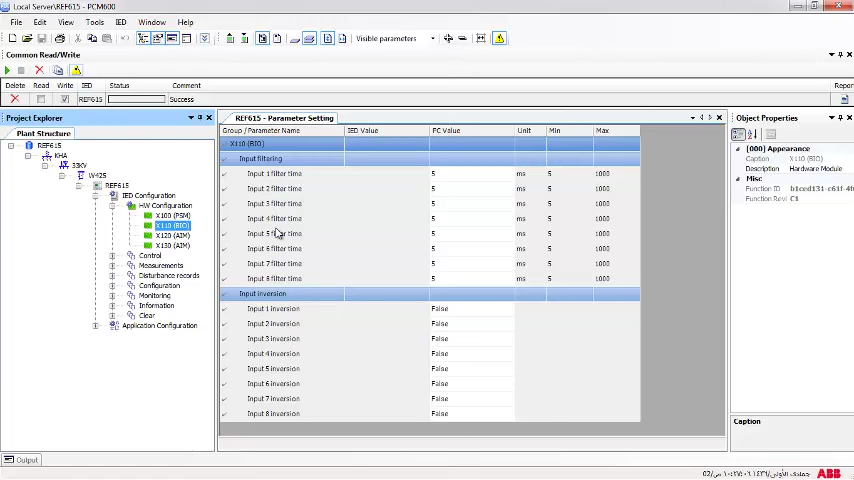 Local Server\REF615 - PCM600
File Edit View Tools IED Window Help
Visible parameters
Common Read/Write
Delete Read Write IED Status Comment Report
REF615 Success
Project Explorer
Plant Structure
REF615
KHA
33KV
W425
REF615
IED Configuration
HW Configuration
X100 (PSM)
X110 (BIO)
X120 (AIM)
X130 (AIM)
Control
Measurements
Disturbance records
Configuration
Monitoring
Information
Clear
Application Configuration
REF615 - Parameter Setting
Group / Parameter Name IED Value PC Value Unit Min Max
X110 (BIO)
Input filtering
Input 1 filter time 5 ms 5 1000
Input 2 filter time 5 ms 5 1000
Input 3 filter time 5 ms 5 1000
Input 4 filter time 5 ms 5 1000
Input 5 filter time 5 ms 5 1000
Input 6 filter time 5 ms 5 1000
Input 7 filter time 5 ms 5 1000
Input 8 filter time 5 ms 5 1000
Input inversion
Input 1 inversion False
Input 2 inversion False
Input 3 inversion False
Input 4 inversion False
Input 5 inversion False
Input 6 inversion False
Input 7 inversion False
Input 8 inversion False
Object Properties
[000] Appearance
Caption X110 (BIO)
Description Hardware Module
Misc
Function ID b1ced131-c61f-4f
Function Rev C1
Caption
Output
ABB